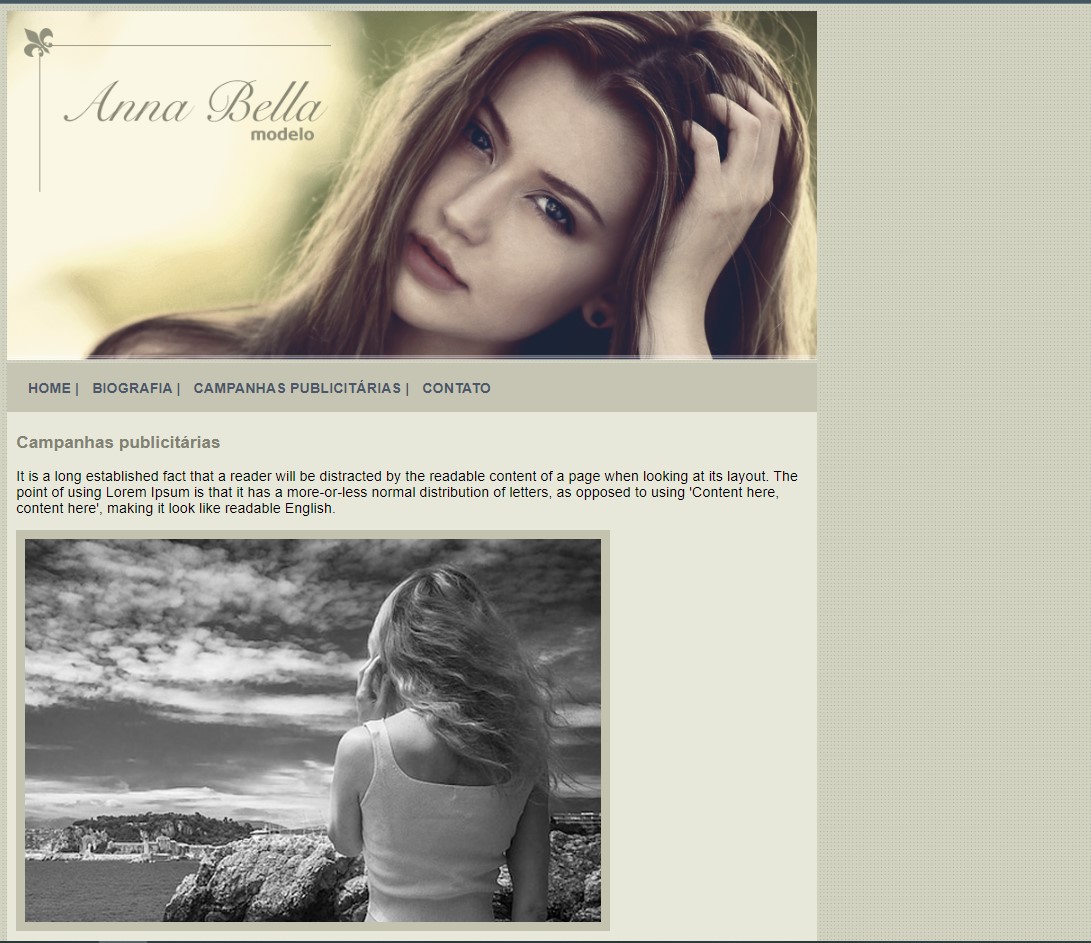 Anna Bella
modelo
HOME | BIOGRAFIA | CAMPANHAS PUBLICITÁRIAS | CONTATO
Campanhas publicitárias
It is a long established fact that a reader will be distracted by the readable content of a page when looking at its layout. The
point of using Lorem Ipsum is that it has a more-or-less normal distribution of letters, as opposed to using 'Content here,
content here', making it look like readable English.